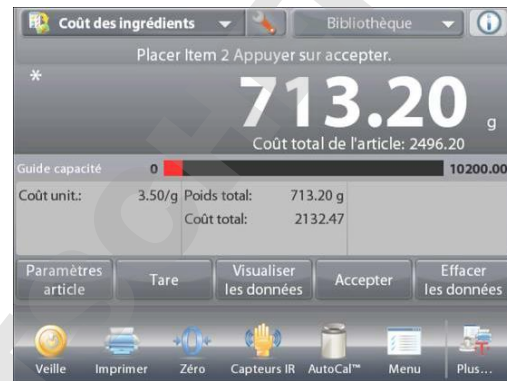 Coût des ingrédients
Bibliothèque
Placer Item 2 Appuyer sur accepter.
*
713.20 g
Coût total de l'article: 2496.20
Guide capacité 0 10200.00
Coût unit.: 3.50/g Poids total: 713.20 g
Coût total: 2132.47
Paramètres article
Tare
Visualiser les données
Accepter
Effacer les données
Veille Imprimer Zéro Capteurs IR AutoCal™ Menu Plus...